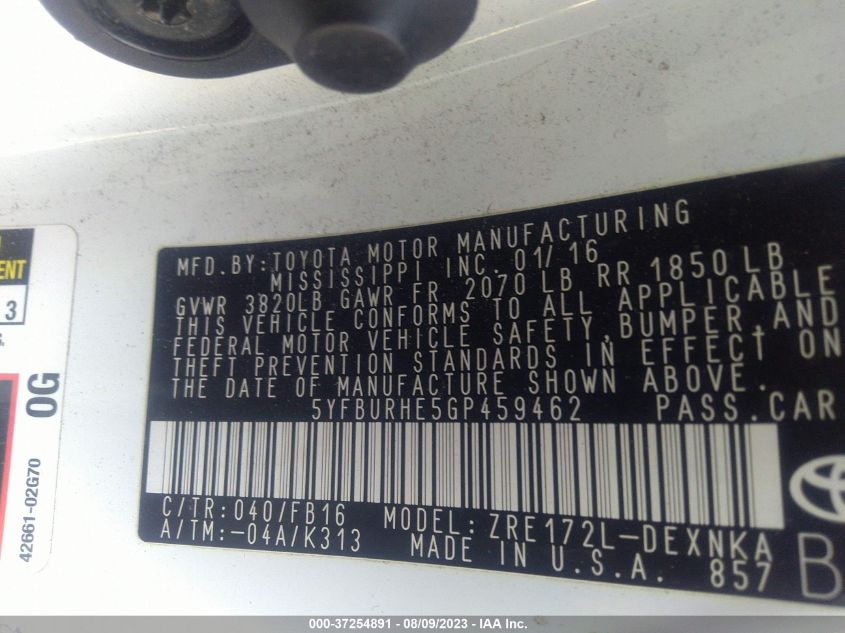 MFD.BY:TOYOTA MOTOR MANUFACTURING
MISSISSIPPI INC. 01/16
GVWR 3820LB GAWR FR 2070 LB RR 1850 LB
THIS VEHICLE CONFORMS TO ALL APPLICABLE
FEDERAL MOTOR VEHICLE SAFETY, BUMPER, AND
THEFT PREVENTION STANDARDS IN EFFECT ON
THE DATE OF MANUFACTURE SHOWN ABOVE.
5YFBURHE5GP459462 PASS.CAR
C/TR:040/FB16 MODEL:ZRE172L-DEXNKA
A/TM:-04A/K313 MADE IN U.S.A. 857
B
ENT
3
0G
42661-02G70
000-37254891 - 08/09/2023 - IAA Inc.